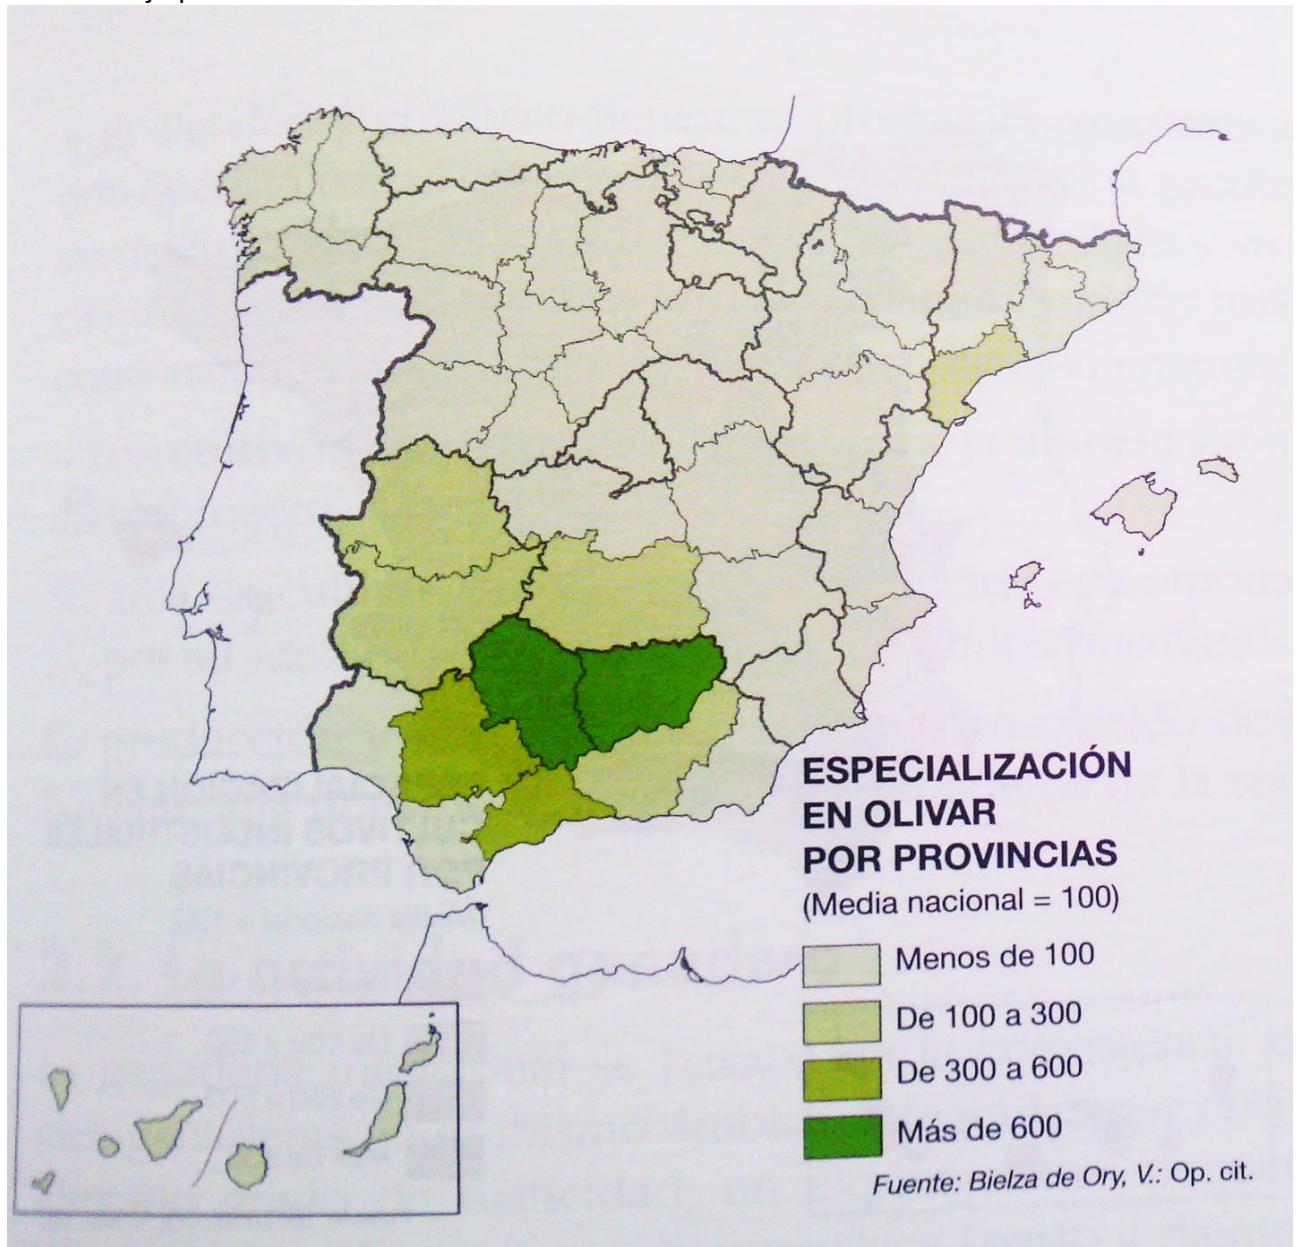 ESPECIALIZACIÓN
EN OLIVAR
POR PROVINCIAS
(Media nacional = 100)
Menos de 100
De 100 a 300
De 300 a 600
Más de 600
Fuente: Bielza de Ory, V.: Op. cit.